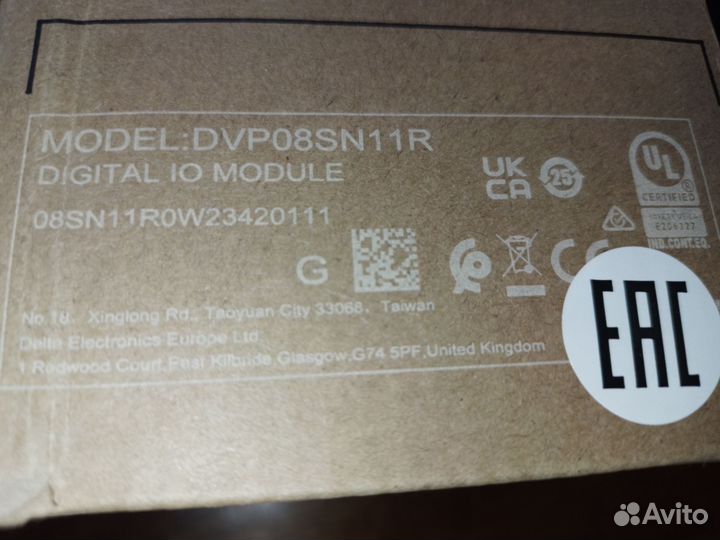 MODEL:DVP08SN11R
DIGITAL IO MODULE
08SN11R0W23420111
UK
CA
25
UL
CERTIFIED
IND.CONT.EQ.
G
CE
EAC
No.18, Xinglong Rd., Taoyuan City 33068, Taiwan
Delta Electronics Europe Ltd.
1 Redwood Court,East Kilbride Glasgow,G74 5PF,United Kingdom
Avito